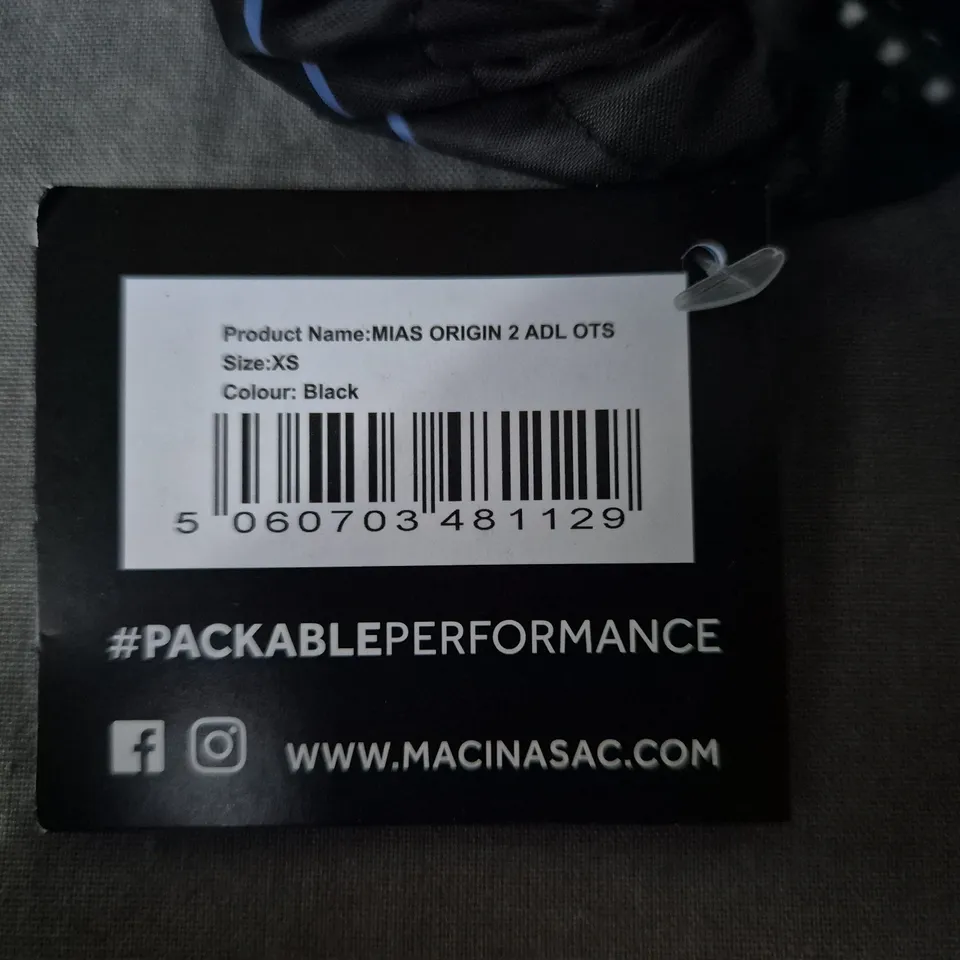 Product Name:MIAS ORIGIN 2 ADL OTS
Size:XS
Colour: Black
5 060703 481129
#PACKABLEPERFORMANCE
WWW.MACINASAC.COM